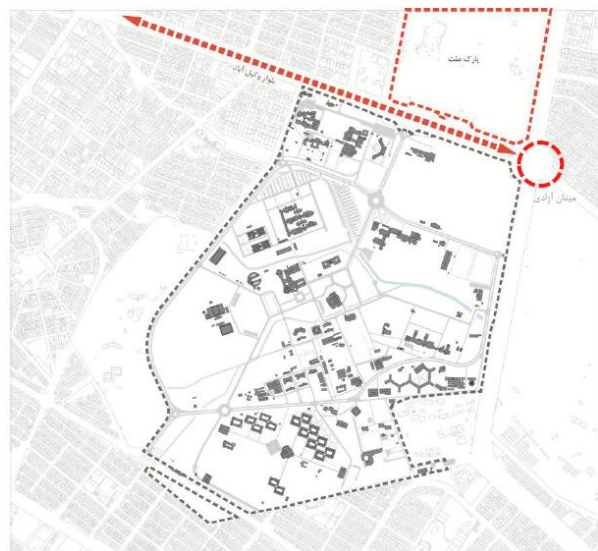 پارک ملت
بلوار وکیل آباد
میدان آزادی